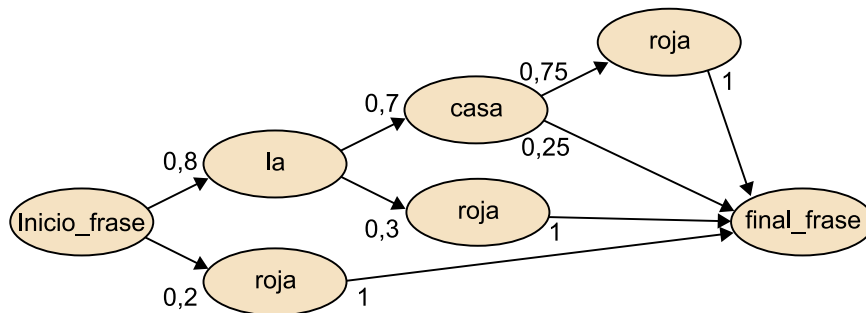 roja
0,75
1
0,7
casa
0,25
0,8
la
roja
0,3
1
Inicio_frase
final_frase
0,2
roja
1